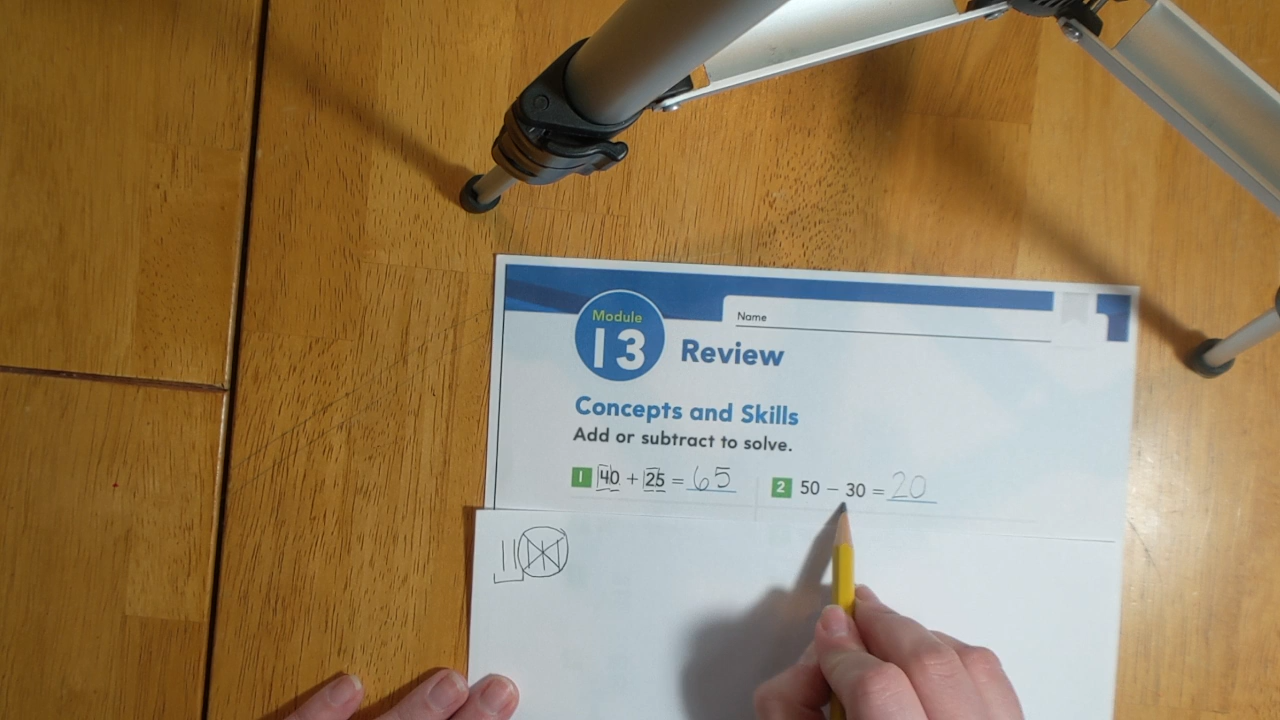 Module
13
Name
Review
Concepts and Skills
Add or subtract to solve.
1 40 + 25 = 65
2 50 − 30 = 20